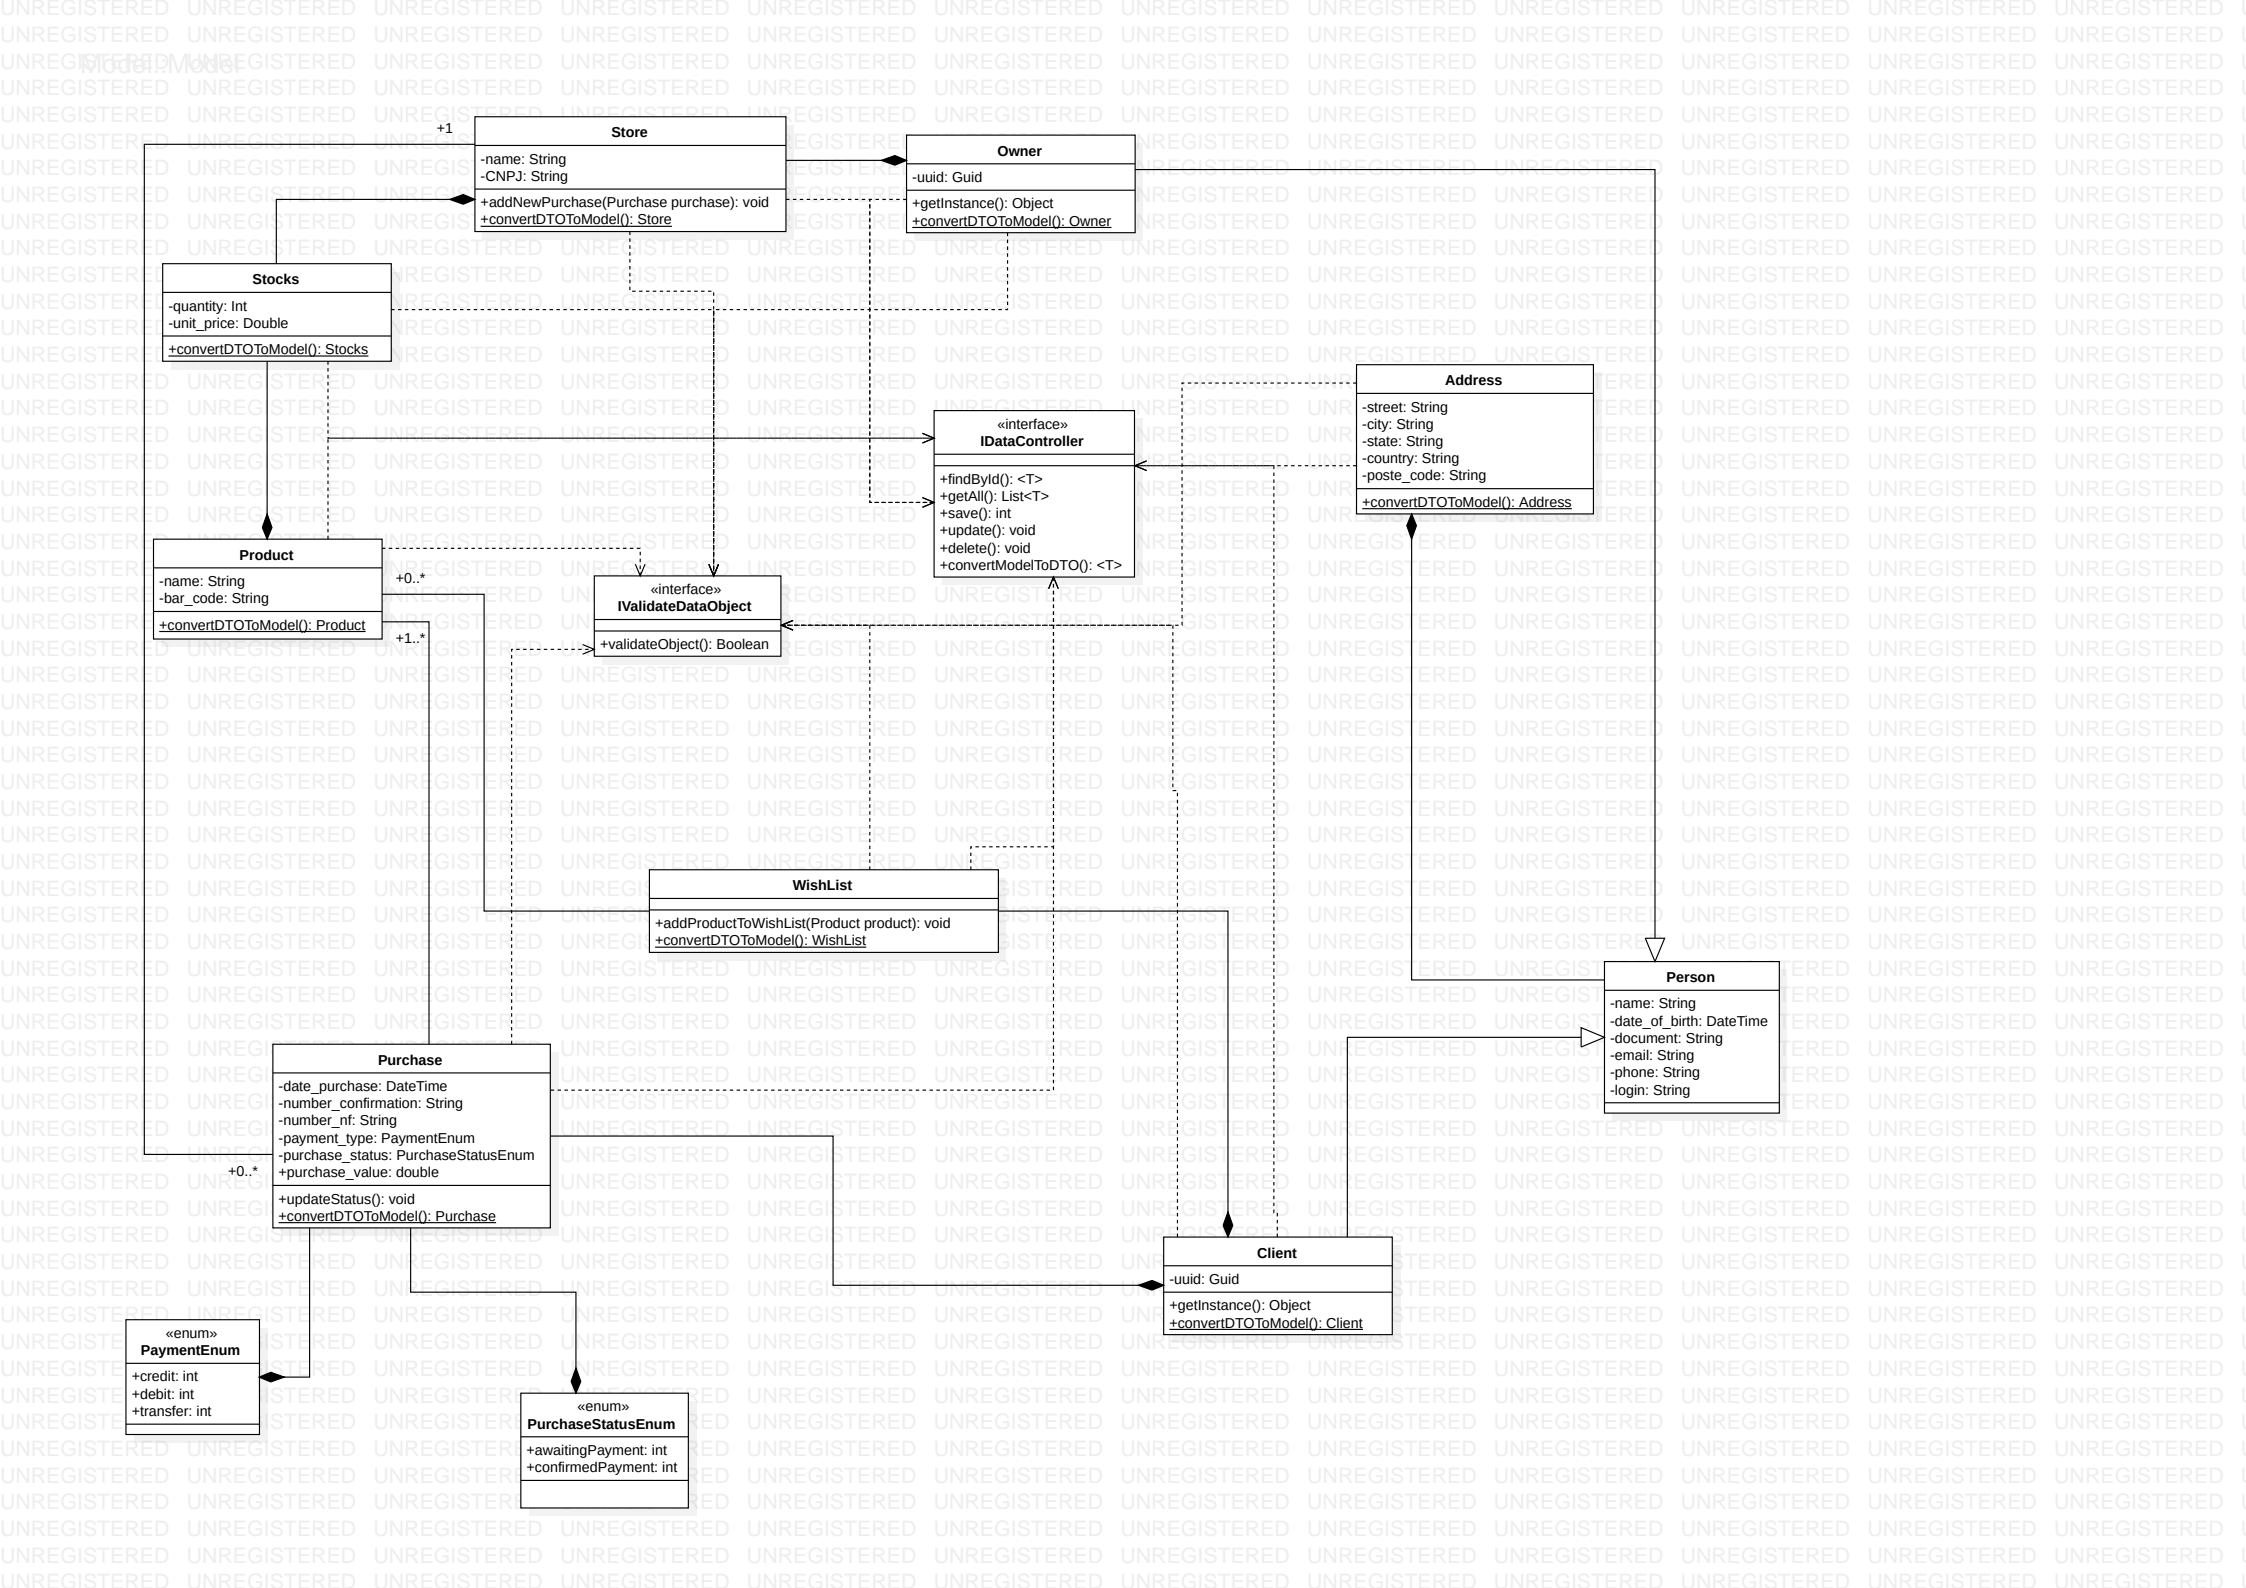 UNREGISTERED
Model::Model
+1
Store
-name: String
-CNPJ: String
+addNewPurchase(Purchase purchase): void
+convertDTOToModel(): Store
Owner
-uuid: Guid
+getInstance(): Object
+convertDTOToModel(): Owner
Stocks
-quantity: Int
-unit_price: Double
+convertDTOToModel(): Stocks
Address
-street: String
-city: String
-state: String
-country: String
-poste_code: String
+convertDTOToModel(): Address
«interface»
IDataController
+findById(): <T>
+getAll(): List<T>
+save(): int
+update(): void
+delete(): void
+convertModelToDTO(): <T>
Product
-name: String
-bar_code: String
+convertDTOToModel(): Product
+0..*
+1..*
«interface»
IValidateDataObject
+validateObject(): Boolean
WishList
+addProductToWishList(Product product): void
+convertDTOToModel(): WishList
Person
-name: String
-date_of_birth: DateTime
-document: String
-email: String
-phone: String
-login: String
Purchase
-date_purchase: DateTime
-number_confirmation: String
-number_nf: String
-payment_type: PaymentEnum
-purchase_status: PurchaseStatusEnum
+purchase_value: double
+updateStatus(): void
+convertDTOToModel(): Purchase
+0..*
Client
-uuid: Guid
+getInstance(): Object
+convertDTOToModel(): Client
«enum»
PaymentEnum
+credit: int
+debit: int
+transfer: int
«enum»
PurchaseStatusEnum
+awaitingPayment: int
+confirmedPayment: int